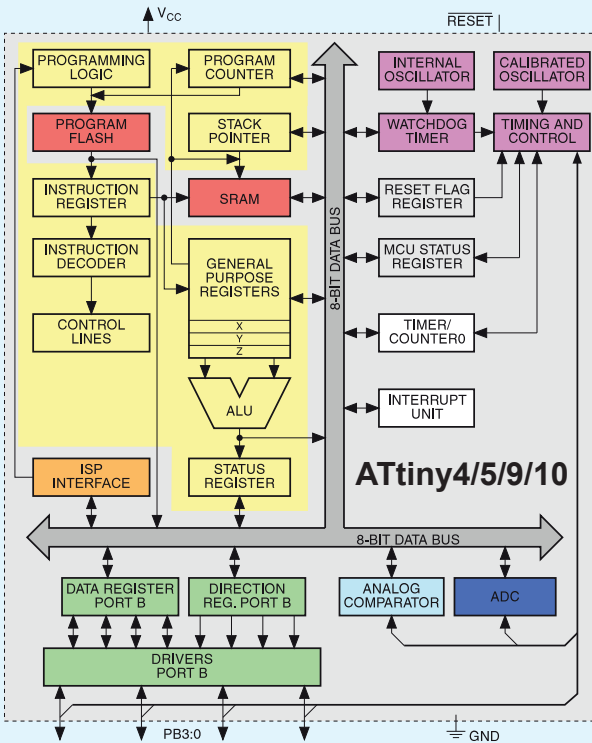 VCC
RESET
PROGRAMMING
LOGIC
PROGRAM
COUNTER
INTERNAL
OSCILLATOR
CALIBRATED
OSCILLATOR
PROGRAM
FLASH
STACK
POINTER
WATCHDOG
TIMER
TIMING AND
CONTROL
INSTRUCTION
REGISTER
SRAM
RESET FLAG
REGISTER
INSTRUCTION
DECODER
GENERAL
PURPOSE
REGISTERS
X
Y
Z
8-BIT DATA BUS
MCU STATUS
REGISTER
CONTROL
LINES
TIMER/
COUNTER0
ALU
INTERRUPT
UNIT
ISP
INTERFACE
STATUS
REGISTER
ATtiny4/5/9/10
8-BIT DATA BUS
DATA REGISTER
PORT B
DIRECTION
REG. PORT B
ANALOG
COMPARATOR
ADC
DRIVERS
PORT B
PB3:0
GND